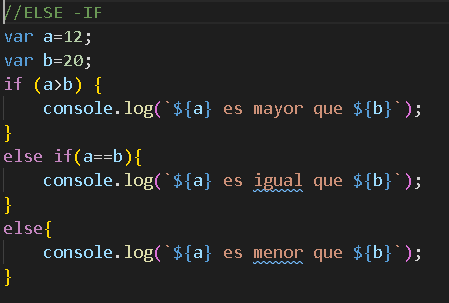 //ELSE -IF
var a=12;
var b=20;
if (a>b) {
    console.log(`${a} es mayor que ${b}`);
}
else if(a==b){
    console.log(`${a} es igual que ${b}`);
}
else{
    console.log(`${a} es menor que ${b}`);
}